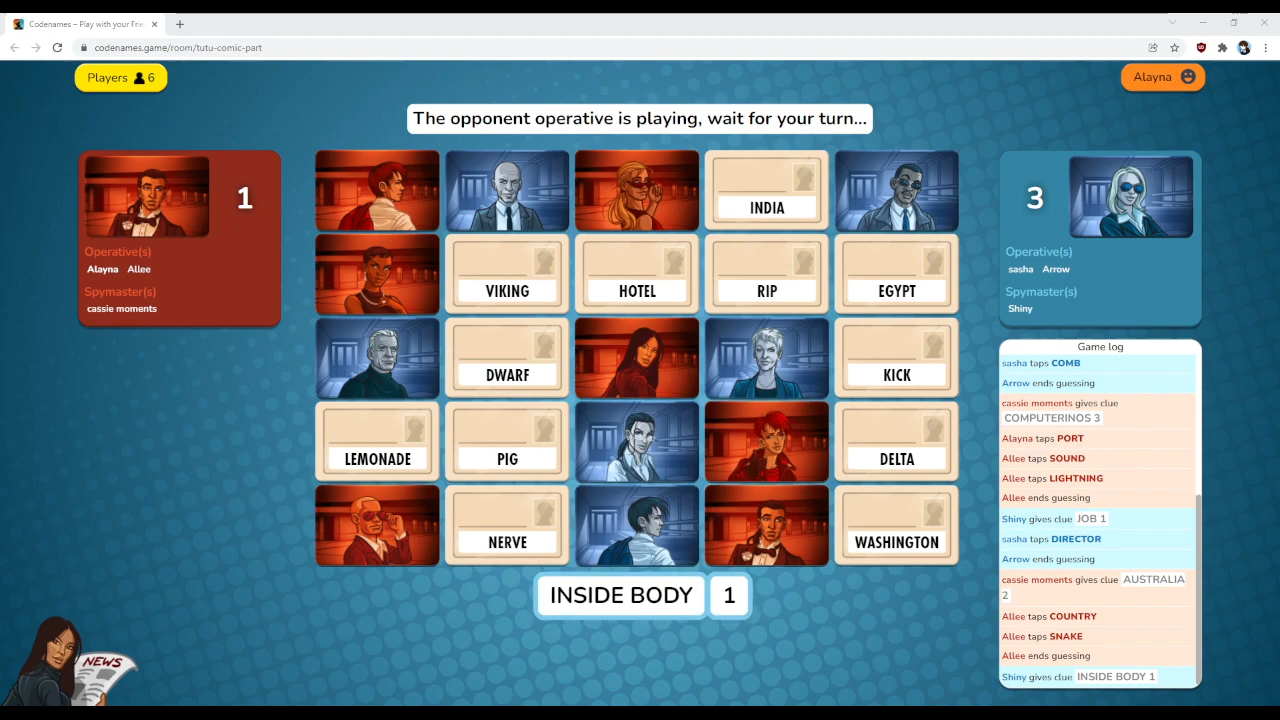 Codenames – Play with your Frie
codenames.game/room/tutu-comic-part
Players 6
Alayna
The opponent operative is playing, wait for your turn...
1
Operative(s)
Alayna Allee
Spymaster(s)
cassie moments
INDIA
VIKING
HOTEL
RIP
EGYPT
DWARF
KICK
LEMONADE
PIG
DELTA
NERVE
WASHINGTON
INSIDE BODY 1
NEWS
3
Operative(s)
sasha Arrow
Spymaster(s)
Shiny
Game log
sasha taps COMB
Arrow ends guessing
cassie moments gives clue
COMPUTERINOS 3
Alayna taps PORT
Allee taps SOUND
Allee taps LIGHTNING
Allee ends guessing
Shiny gives clue JOB 1
sasha taps DIRECTOR
Arrow ends guessing
cassie moments gives clue AUSTRALIA
2
Allee taps COUNTRY
Allee taps SNAKE
Allee ends guessing
Shiny gives clue INSIDE BODY 1